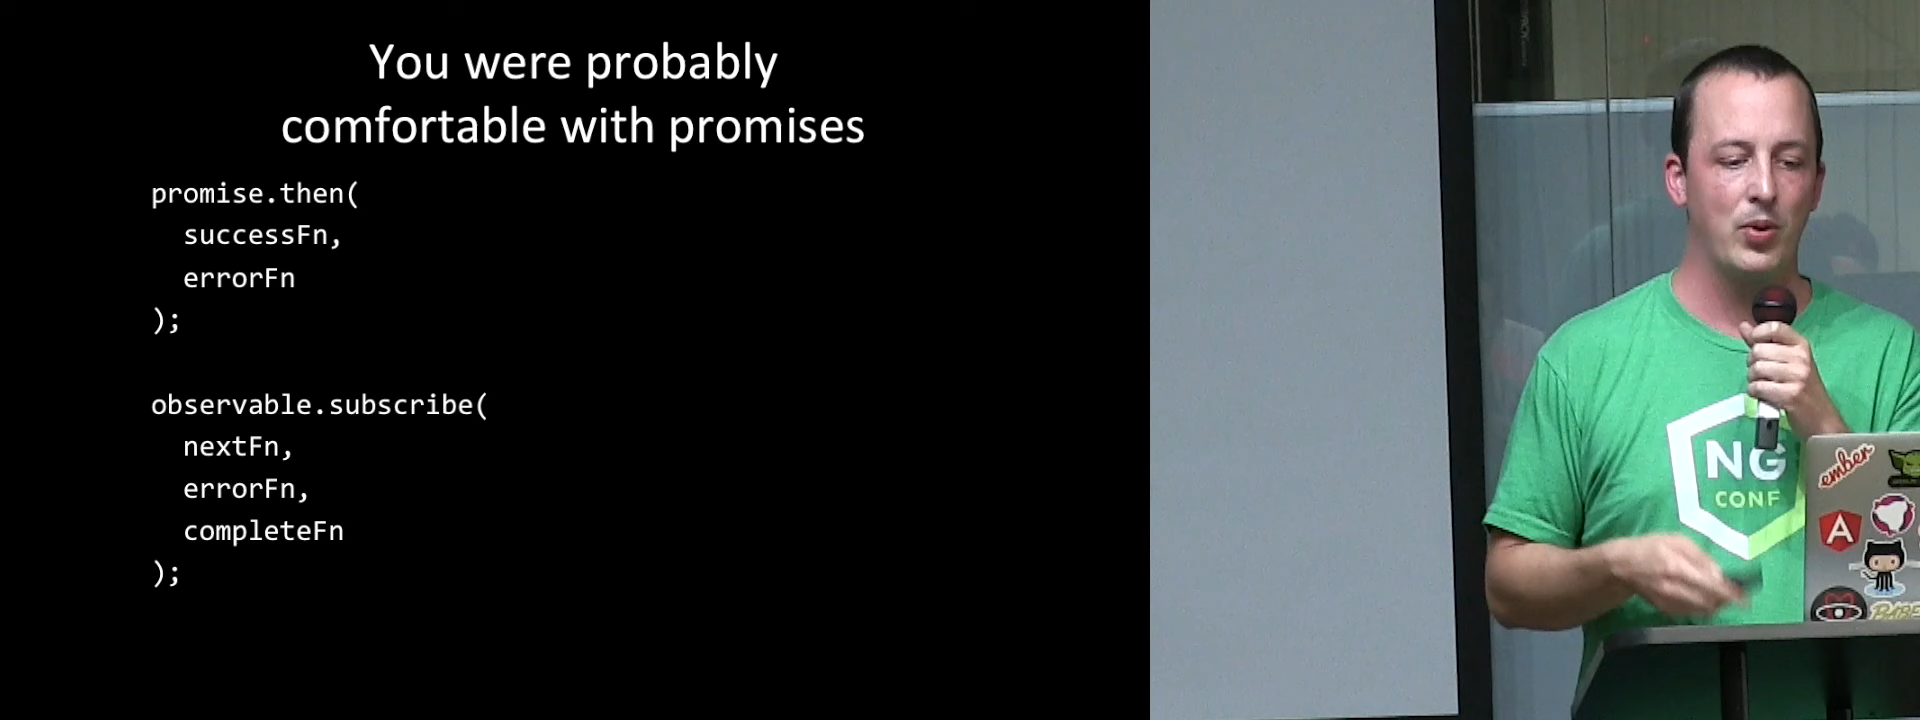 You were probably
comfortable with promises
promise.then(
  successFn,
  errorFn
);
observable.subscribe(
  nextFn,
  errorFn,
  completeFn
);
NG
CONF
ember
A